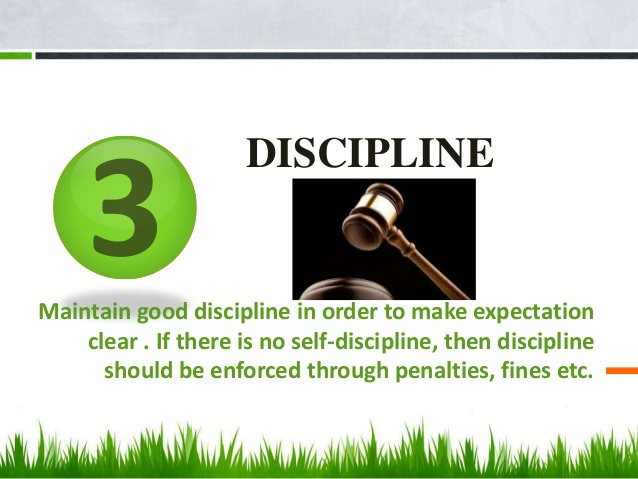 3
DISCIPLINE
Maintain good discipline in order to make expectation
clear . If there is no self-discipline, then discipline
should be enforced through penalties, fines etc.